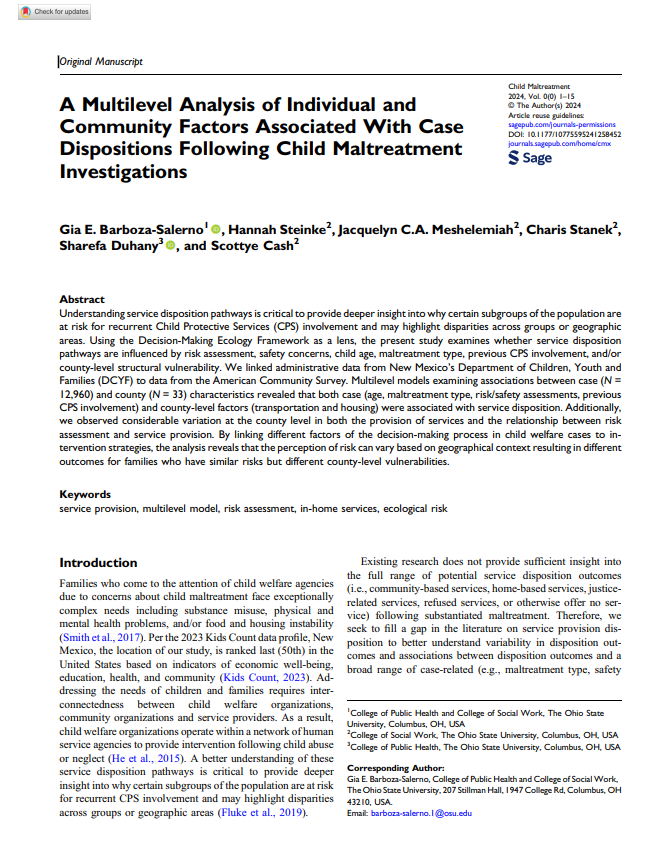 Check for updates
Original Manuscript
Child Maltreatment
2024, Vol. 0(0) 1–15
© The Author(s) 2024
Article reuse guidelines:
sagepub.com/journals-permissions
DOI: 10.1177/10775595241258452
journals.sagepub.com/home/cmx
Sage
A Multilevel Analysis of Individual and
Community Factors Associated With Case
Dispositions Following Child Maltreatment
Investigations
Gia E. Barboza-Salerno1, Hannah Steinke2, Jacquelyn C.A. Meshelemiah2, Charis Stanek2,
Sharefa Duhany3, and Scottye Cash2
Abstract
Understanding service disposition pathways is critical to provide deeper insight into why certain subgroups of the population are
at risk for recurrent Child Protective Services (CPS) involvement and may highlight disparities across groups or geographic
areas. Using the Decision-Making Ecology Framework as a lens, the present study examines whether service disposition
pathways are influenced by risk assessment, safety concerns, child age, maltreatment type, previous CPS involvement, and/or
county-level structural vulnerability. We linked administrative data from New Mexico's Department of Children, Youth and
Families (DCYF) to data from the American Community Survey. Multilevel models examining associations between case (N =
12,960) and county (N = 33) characteristics revealed that both case (age, maltreatment type, risk/safety assessments, previous
CPS involvement) and county-level factors (transportation and housing) were associated with service disposition. Additionally,
we observed considerable variation at the county level in both the provision of services and the relationship between risk
assessment and service provision. By linking different factors of the decision-making process in child welfare cases to in-
tervention strategies, the analysis reveals that the perception of risk can vary based on geographical context resulting in different
outcomes for families who have similar risks but different county-level vulnerabilities.
Keywords
service provision, multilevel model, risk assessment, in-home services, ecological risk
Introduction
Families who come to the attention of child welfare agencies
due to concerns about child maltreatment face exceptionally
complex needs including substance misuse, physical and
mental health problems, and/or food and housing instability
(Smith et al., 2017). Per the 2023 Kids Count data profile, New
Mexico, the location of our study, is ranked last (50th) in the
United States based on indicators of economic well-being,
education, health, and community (Kids Count, 2023). Ad-
dressing the needs of children and families requires inter-
connectedness between child welfare organizations,
community organizations and service providers. As a result,
child welfare organizations operate within a network of human
service agencies to provide intervention following child abuse
or neglect (He et al., 2015). A better understanding of these
service disposition pathways is critical to provide deeper
insight into why certain subgroups of the population are at risk
for recurrent CPS involvement and may highlight disparities
across groups or geographic areas (Fluke et al., 2019).
Existing research does not provide sufficient insight into
the full range of potential service disposition outcomes
(i.e., community-based services, home-based services, justice-
related services, refused services, or otherwise offer no ser-
vice) following substantiated maltreatment. Therefore, we
seek to fill a gap in the literature on service provision dis-
position to better understand variability in disposition out-
comes and associations between disposition outcomes and a
broad range of case-related (e.g., maltreatment type, safety
1College of Public Health and College of Social Work, The Ohio State
University, Columbus, OH, USA
2College of Social Work, The Ohio State University, Columbus, OH, USA
3College of Public Health, The Ohio State University, Columbus, OH, USA
Corresponding Author:
Gia E. Barboza-Salerno, College of Public Health and College of Social Work,
The Ohio State University, 207 Stillman Hall, 1947 College Rd, Columbus, OH
43210, USA.
Email: barboza-salerno.1@osu.edu